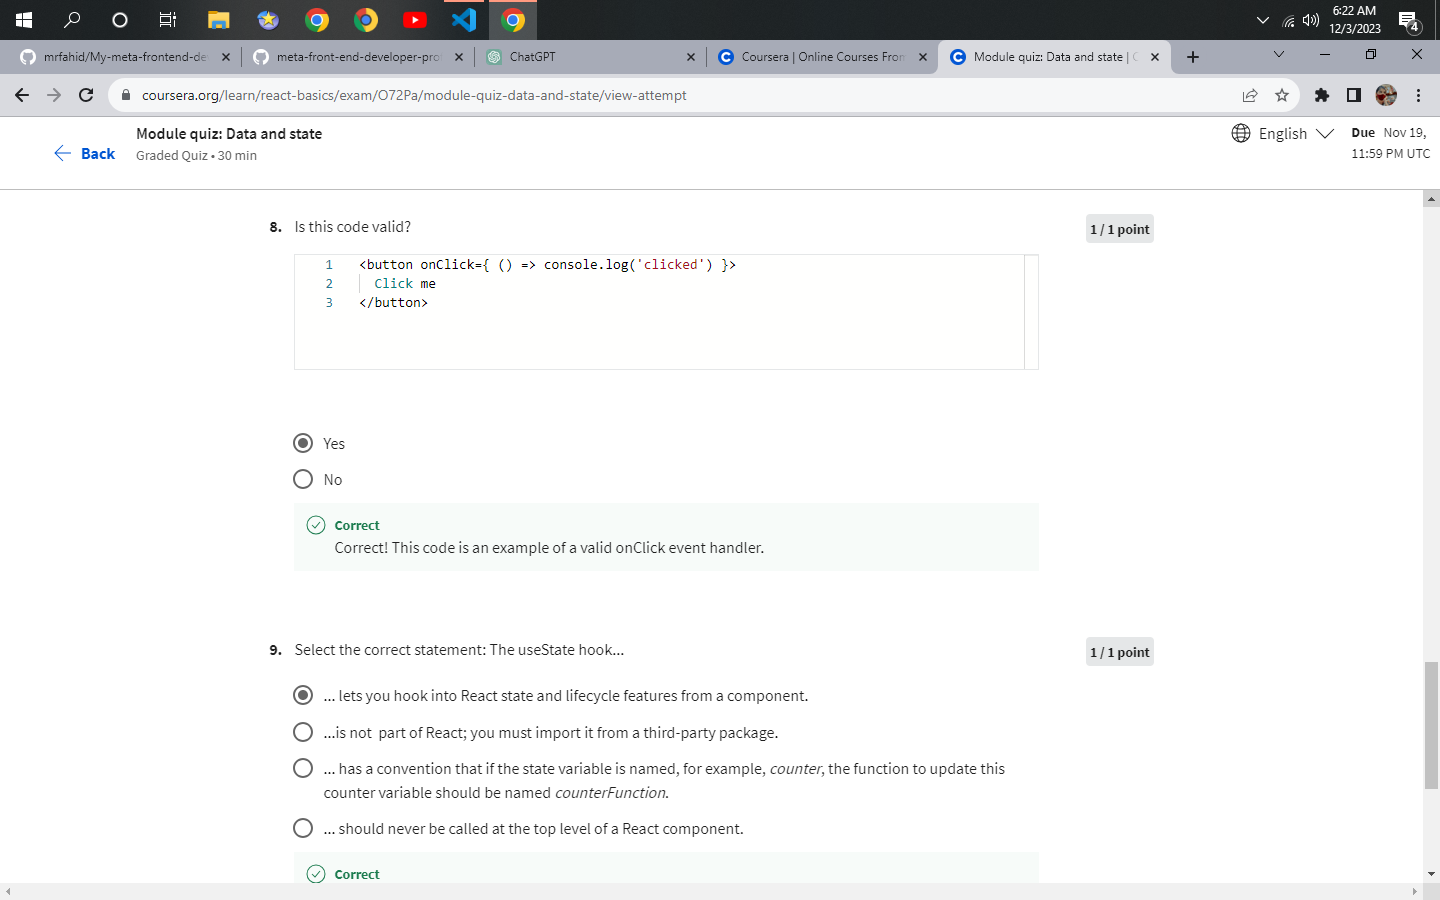 6:22 AM
12/3/2023
4
mrfahid/My-meta-frontend-de
meta-front-end-developer-pro
ChatGPT
Coursera | Online Courses From
Module quiz: Data and state | C
coursera.org/learn/react-basics/exam/O72Pa/module-quiz-data-and-state/view-attempt
Back
Module quiz: Data and state
Graded Quiz • 30 min
English
Due Nov 19,
11:59 PM UTC
8. Is this code valid?
1 / 1 point
1 <button onClick={ () => console.log('clicked') }>
2 Click me
3 </button>
Yes
No
Correct
Correct! This code is an example of a valid onClick event handler.
9. Select the correct statement: The useState hook...
1 / 1 point
... lets you hook into React state and lifecycle features from a component.
...is not  part of React; you must import it from a third-party package.
... has a convention that if the state variable is named, for example, counter, the function to update this
counter variable should be named counterFunction.
... should never be called at the top level of a React component.
Correct